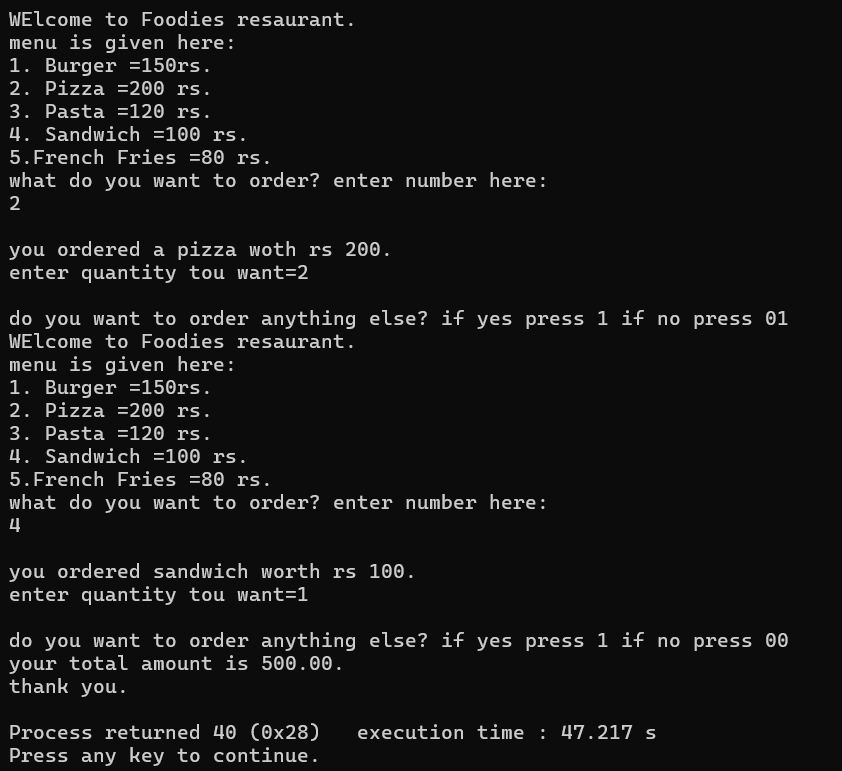 WElcome to Foodies resaurant.
menu is given here:
1. Burger =150rs.
2. Pizza =200 rs.
3. Pasta =120 rs.
4. Sandwich =100 rs.
5.French Fries =80 rs.
what do you want to order? enter number here:
2
you ordered a pizza woth rs 200.
enter quantity tou want=2
do you want to order anything else? if yes press 1 if no press 01
WElcome to Foodies resaurant.
menu is given here:
1. Burger =150rs.
2. Pizza =200 rs.
3. Pasta =120 rs.
4. Sandwich =100 rs.
5.French Fries =80 rs.
what do you want to order? enter number here:
4
you ordered sandwich worth rs 100.
enter quantity tou want=1
do you want to order anything else? if yes press 1 if no press 00
your total amount is 500.00.
thank you.
Process returned 40 (0x28)   execution time : 47.217 s
Press any key to continue.